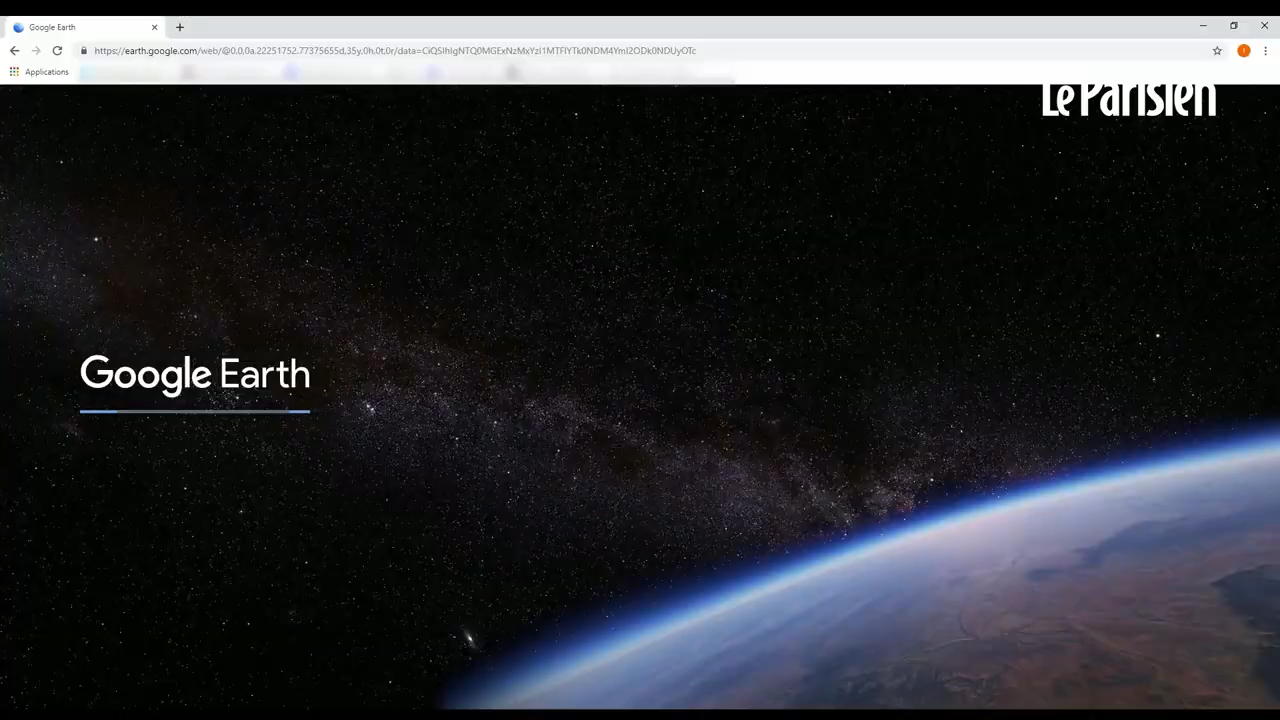 Google Earth
https://earth.google.com/web/@0,0,0a,22251752.77375655d,35y,0h,0t,0r/data=CiQSIhIgNTQ0MGExNzMxYzI1MTFlYTk0NDM4YmI2ODk0NDUyOTc
Applications
Le Parisien
Google Earth